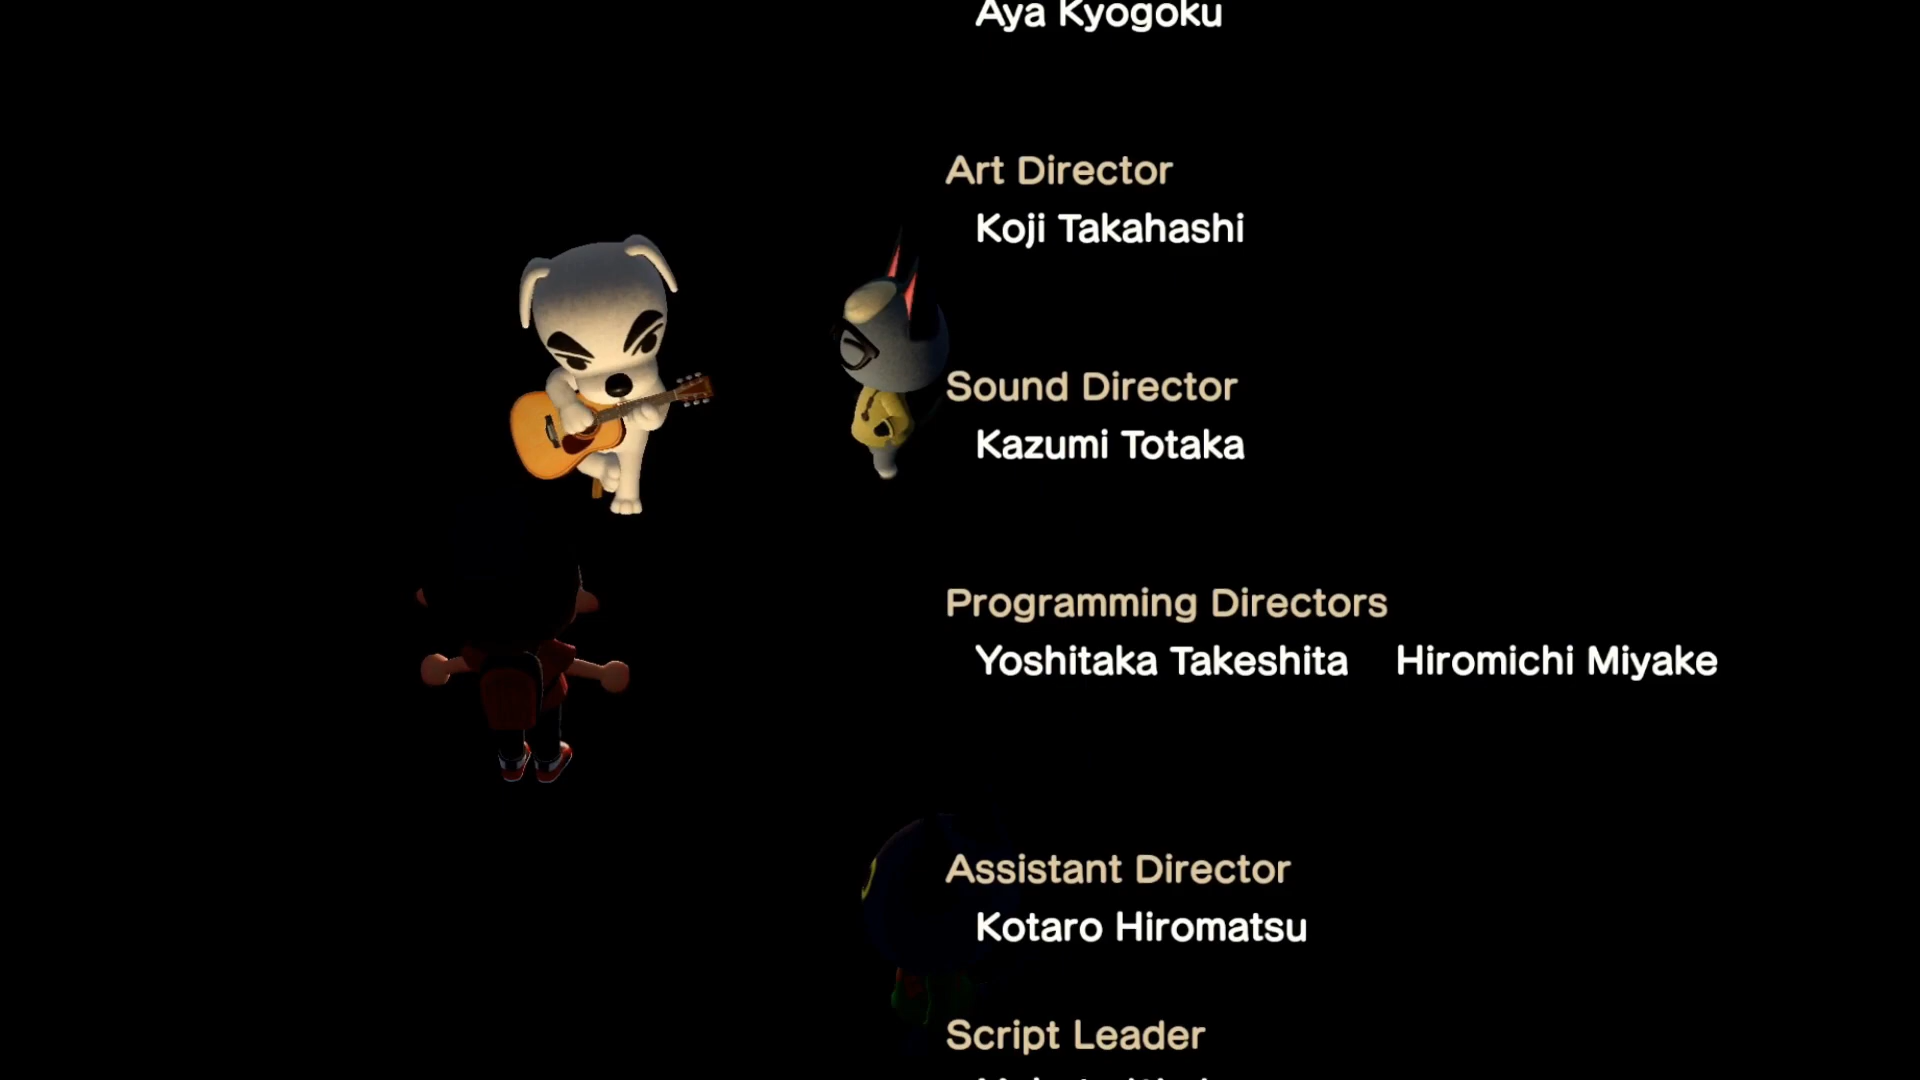 Aya Kyogoku
Art Director
Koji Takahashi
Sound Director
Kazumi Totaka
Programming Directors
Yoshitaka Takeshita Hiromichi Miyake
Assistant Director
Kotaro Hiromatsu
Script Leader